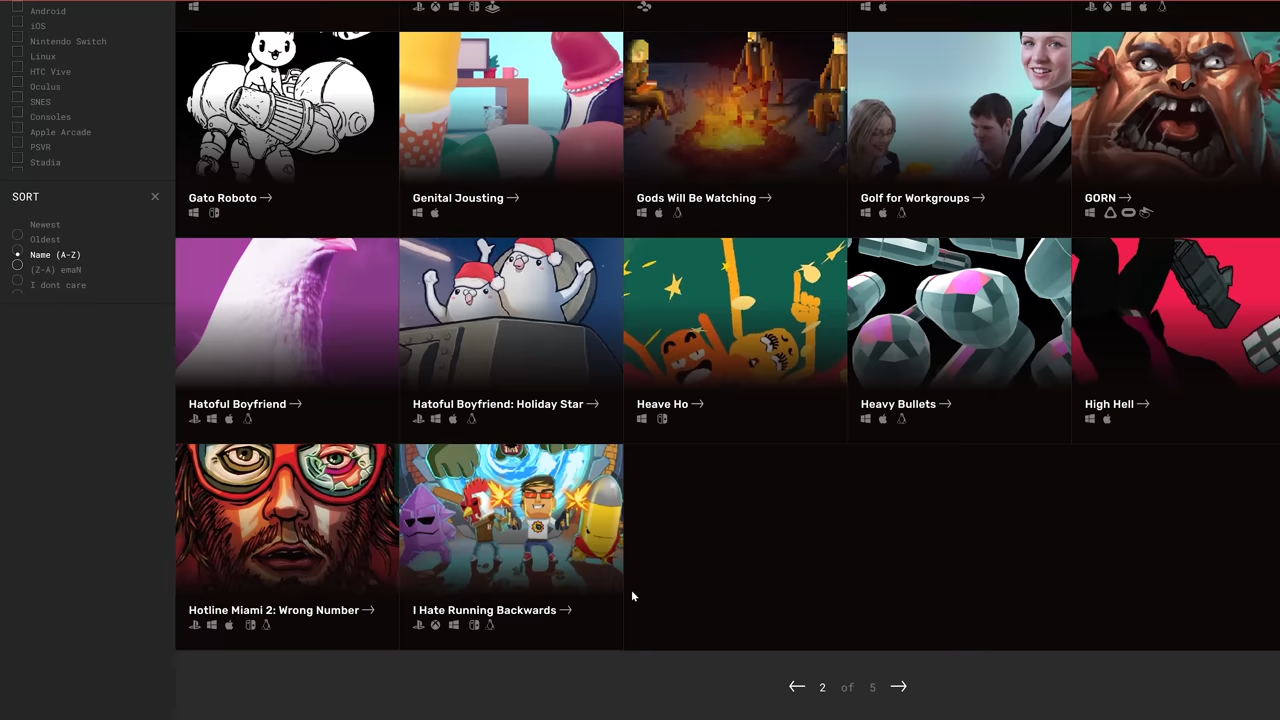 Android
iOS
Nintendo Switch
Linux
HTC Vive
Oculus
SNES
Consoles
Apple Arcade
PSVR
Stadia
SORT
Newest
Oldest
Name (A-Z)
(Z-A) emaN
I dont care
Gato Roboto
Genital Jousting
Gods Will Be Watching
Golf for Workgroups
GORN
Hatoful Boyfriend
Hatoful Boyfriend: Holiday Star
Heave Ho
Heavy Bullets
High Hell
Hotline Miami 2: Wrong Number
I Hate Running Backwards
2 of 5